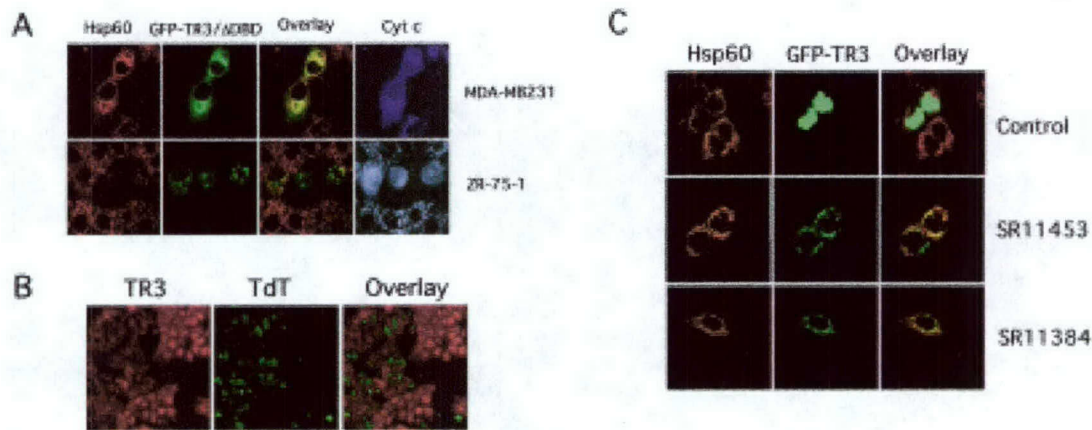 A
Hsp60 GFP-TR3/ΔDBD Overlay Cyt c
MDA-MB231
ZR-75-1
B
TR3 TdT Overlay
C
Hsp60 GFP-TR3 Overlay
Control
SR11453
SR11384